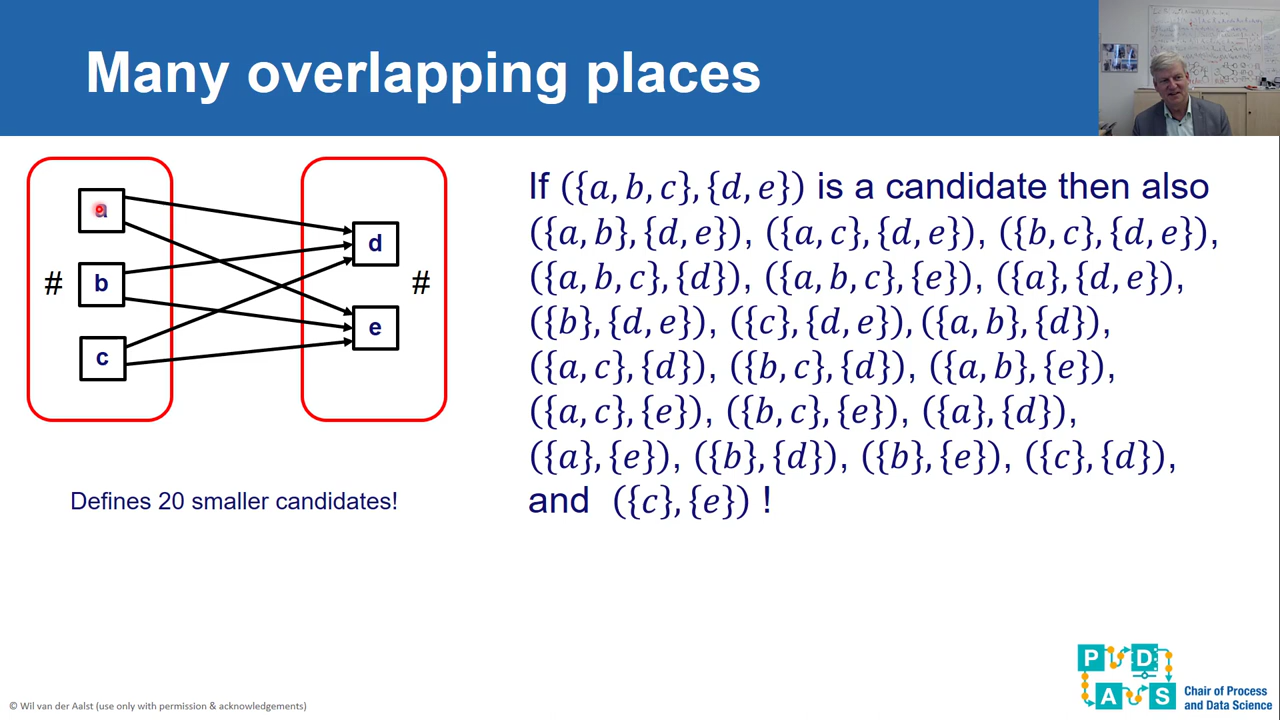 Many overlapping places
a
b
c
#
d
e
#
Defines 20 smaller candidates!
If ({a, b, c}, {d, e}) is a candidate then also
({a, b}, {d, e}), ({a, c}, {d, e}), ({b, c}, {d, e}),
({a, b, c}, {d}), ({a, b, c}, {e}), ({a}, {d, e}),
({b}, {d, e}), ({c}, {d, e}), ({a, b}, {d}),
({a, c}, {d}), ({b, c}, {d}), ({a, b}, {e}),
({a, c}, {e}), ({b, c}, {e}), ({a}, {d}),
({a}, {e}), ({b}, {d}), ({b}, {e}), ({c}, {d}),
and ({c}, {e}) !
© Wil van der Aalst (use only with permission & acknowledgements)
P D
A S
Chair of Process
and Data Science